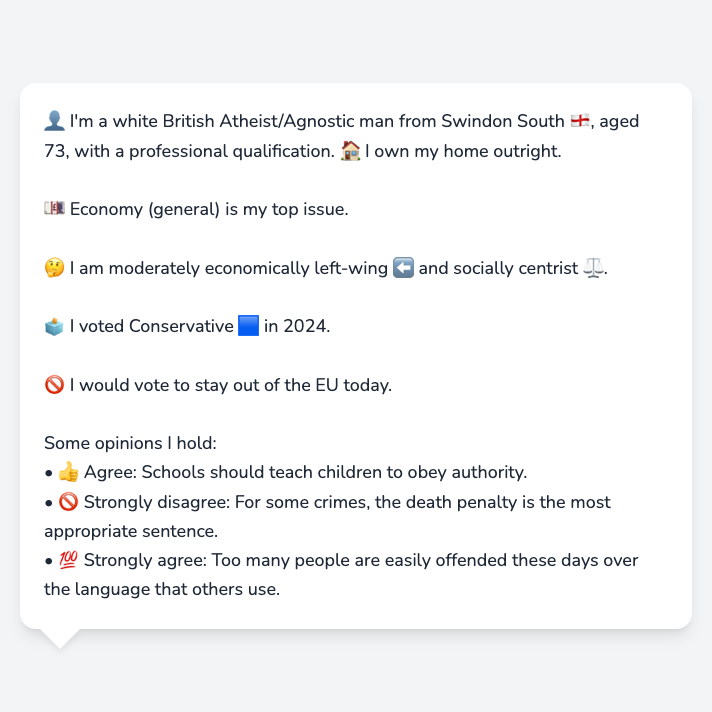 👤 I'm a white British Atheist/Agnostic man from Swindon South 🏴󠁧󠁢󠁥󠁮󠁧󠁿, aged
73, with a professional qualification. 🏠 I own my home outright.
💷 Economy (general) is my top issue.
🤔 I am moderately economically left-wing ⬅️ and socially centrist ⚖️.
🗳️ I voted Conservative 🟦 in 2024.
🚫 I would vote to stay out of the EU today.
Some opinions I hold:
• 👍 Agree: Schools should teach children to obey authority.
• 🚫 Strongly disagree: For some crimes, the death penalty is the most
appropriate sentence.
• 💯 Strongly agree: Too many people are easily offended these days over
the language that others use.